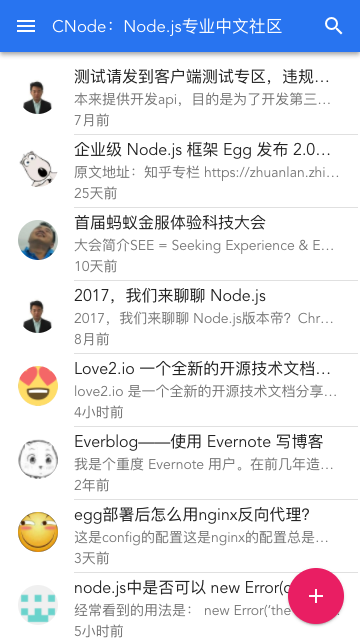 CNode：Node.js专业中文社区
测试请发到客户端测试专区，违规…
本来提供开发api，目的是为了开发第三…
7月前
企业级 Node.js 框架 Egg 发布 2.0…
原文地址：知乎专栏 https://zhuanlan.zhi…
25天前
首届蚂蚁金服体验科技大会
大会简介SEE = Seeking Experience & E…
10天前
2017，我们来聊聊 Node.js
2017，我们来聊聊 Node.js版本帝？Chr…
8月前
Love2.io 一个全新的开源技术文档…
love2.io 是一个全新的开源技术文档分享…
4小时前
Everblog——使用 Evernote 写博客
我是个重度 Evernote 用户。在前几年造…
2年前
egg部署后怎么用nginx反向代理？
这是config的配置这是nginx的配置总是…
3天前
node.js中是否可以 new Error(
经常看到的用法是： new Error('the
5小时前